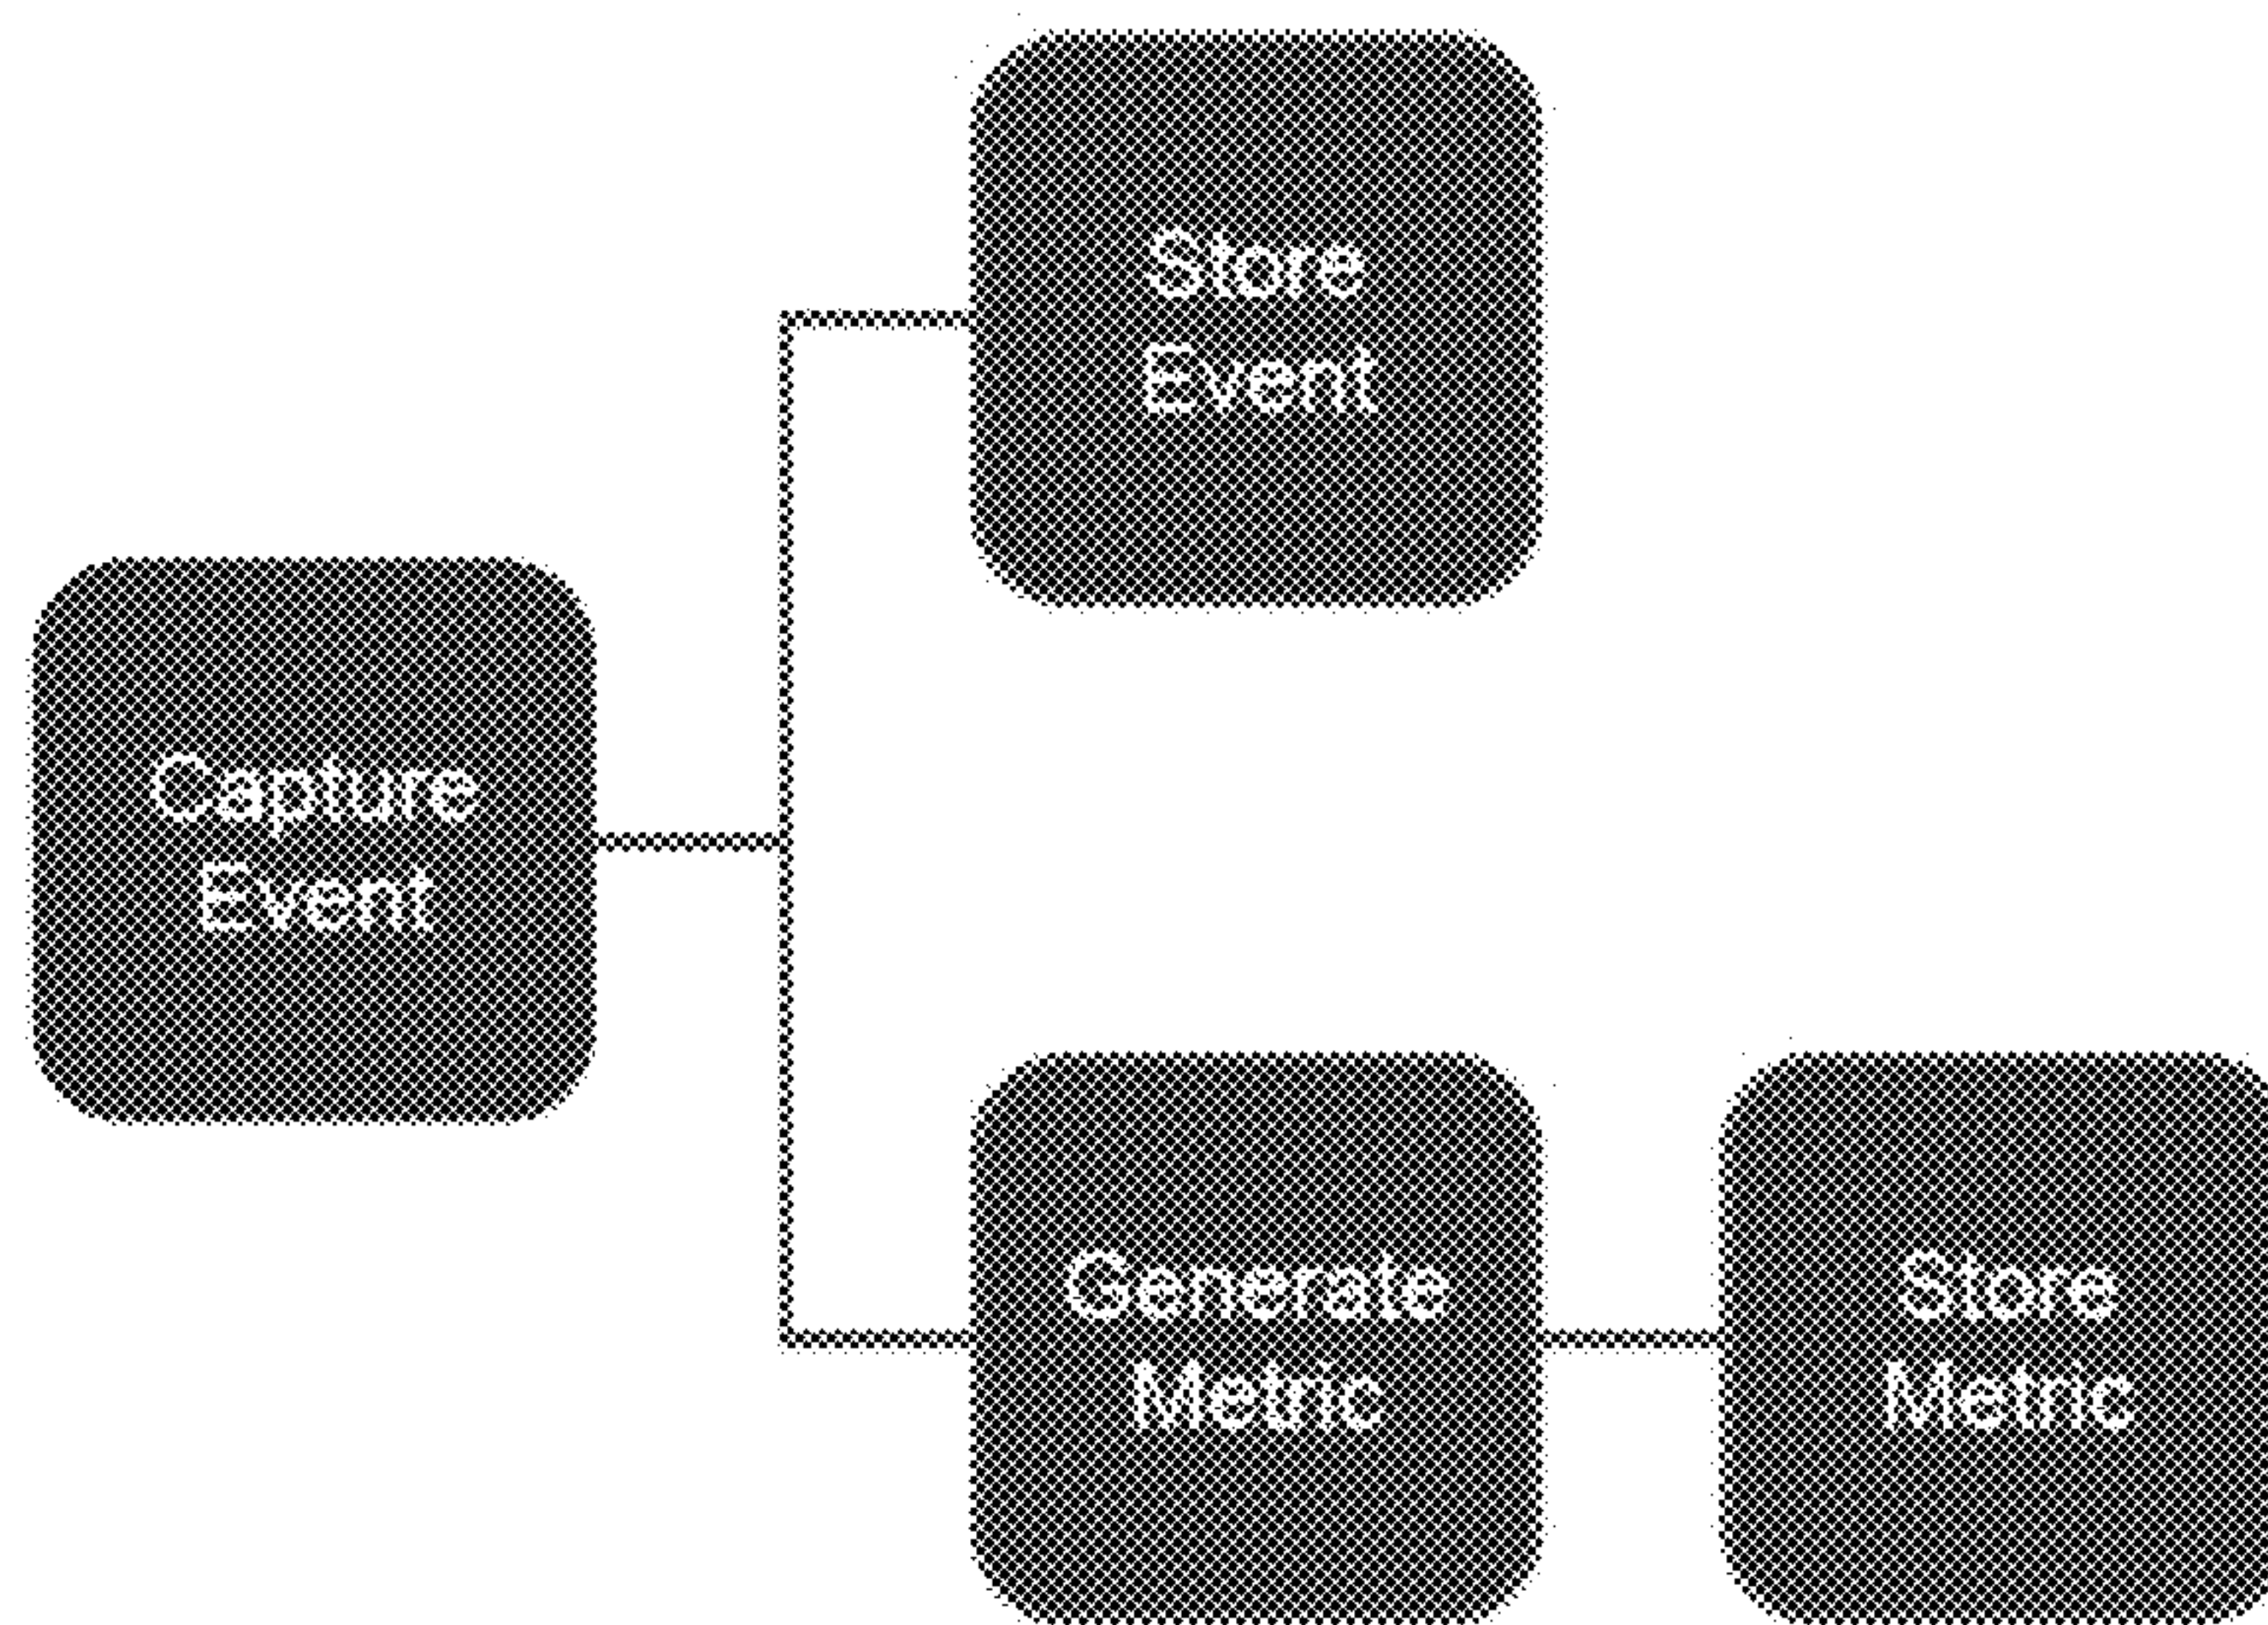 Store
Event
Capture
Event
Generate
Metric
Store
Metric